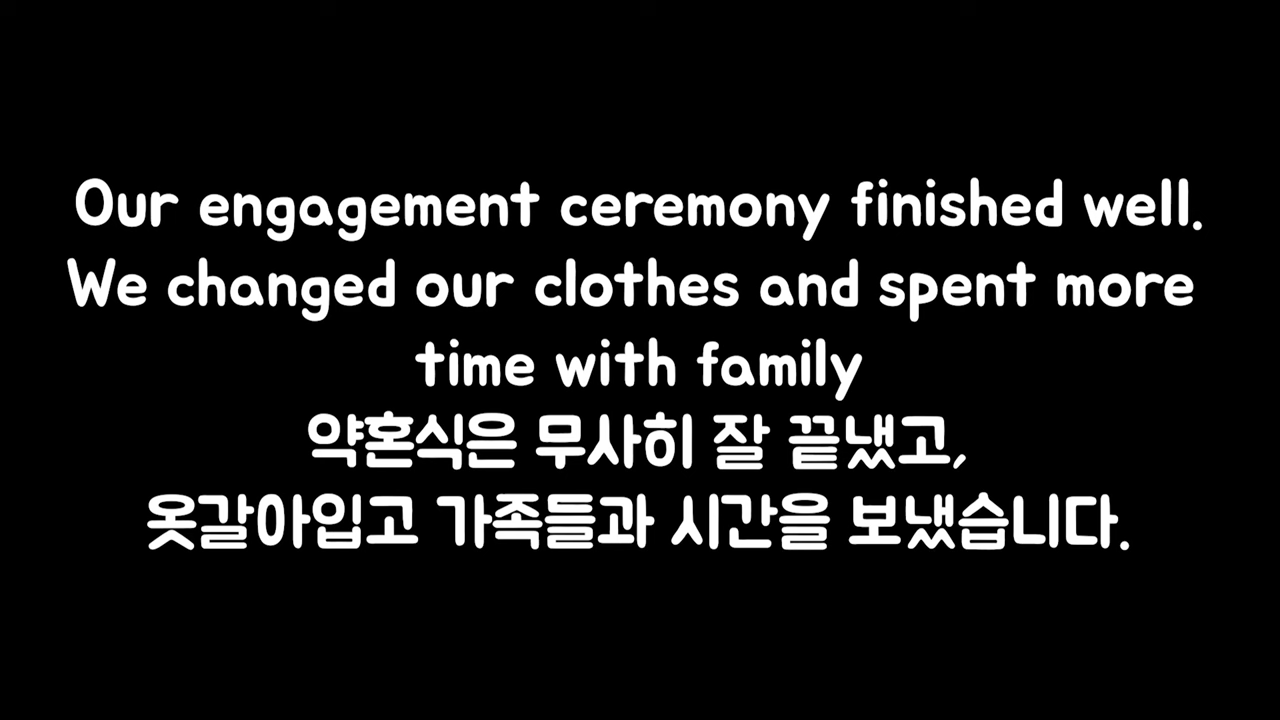 Our engagement ceremony finished well.
We changed our clothes and spent more
time with family
약혼식은 무사히 잘 끝냈고,
옷갈아입고 가족들과 시간을 보냈습니다.